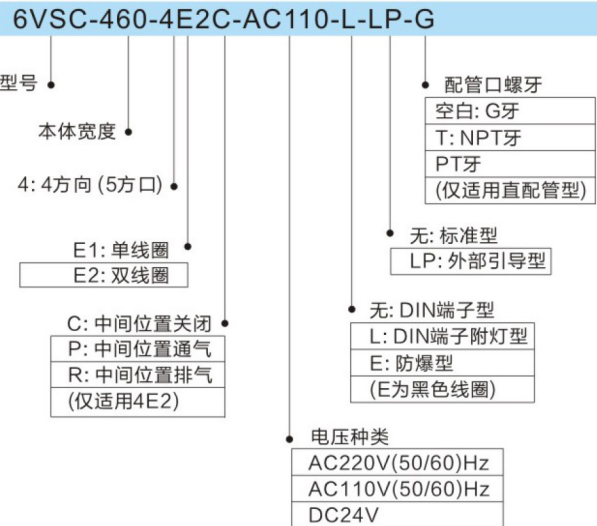 6VSC-460-4E2C-AC110-L-LP-G
型号
本体宽度
4: 4方向 (5方口)
E1: 单线圈
E2: 双线圈
C: 中间位置关闭
P: 中间位置通气
R: 中间位置排气
(仅适用4E2)
电压种类
AC220V(50/60)Hz
AC110V(50/60)Hz
DC24V
无: DIN端子型
L: DIN端子附灯型
E: 防爆型
(E为黑色线圈)
无: 标准型
LP: 外部引导型
配管口螺牙
空白: G牙
T: NPT牙
PT牙
(仅适用直配管型)